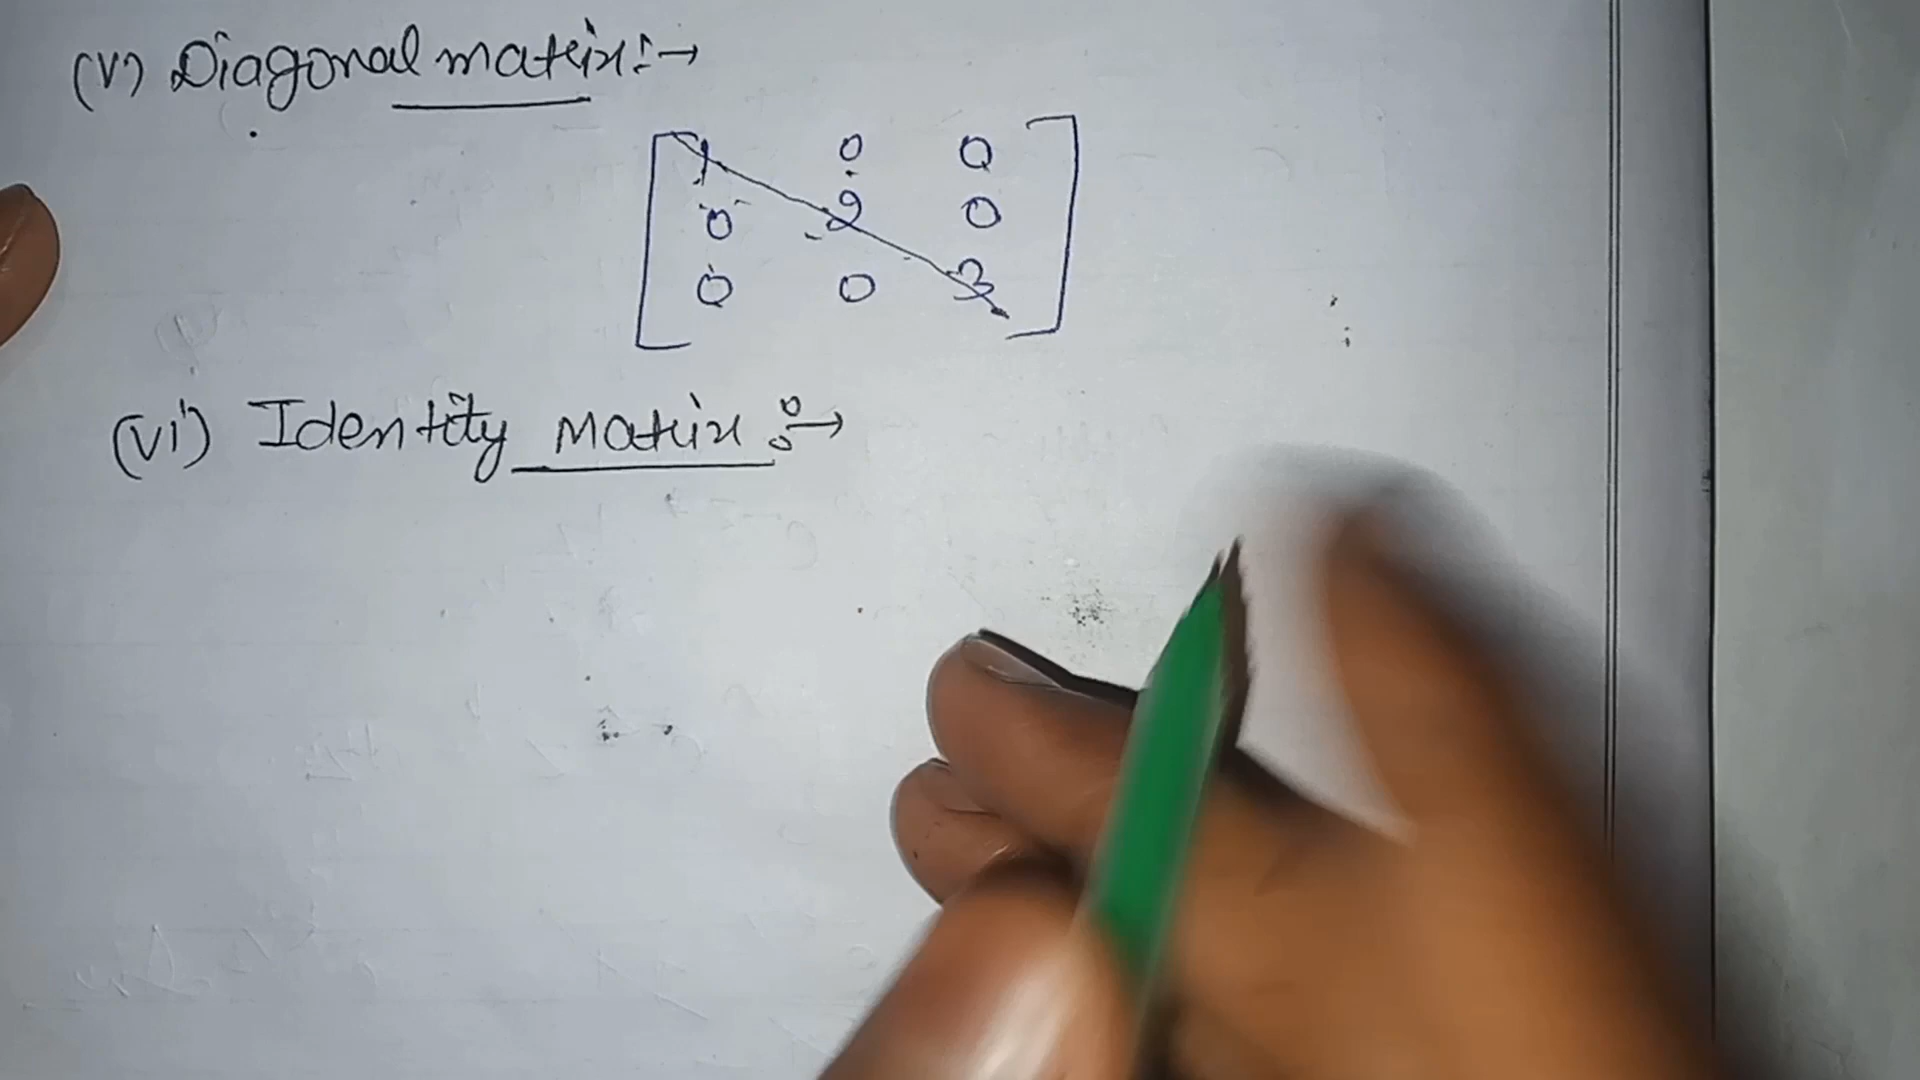 (V) Diagonal matrix :→
1 0 0
0 2 0
0 0 3
(vi) Identity matrix :→